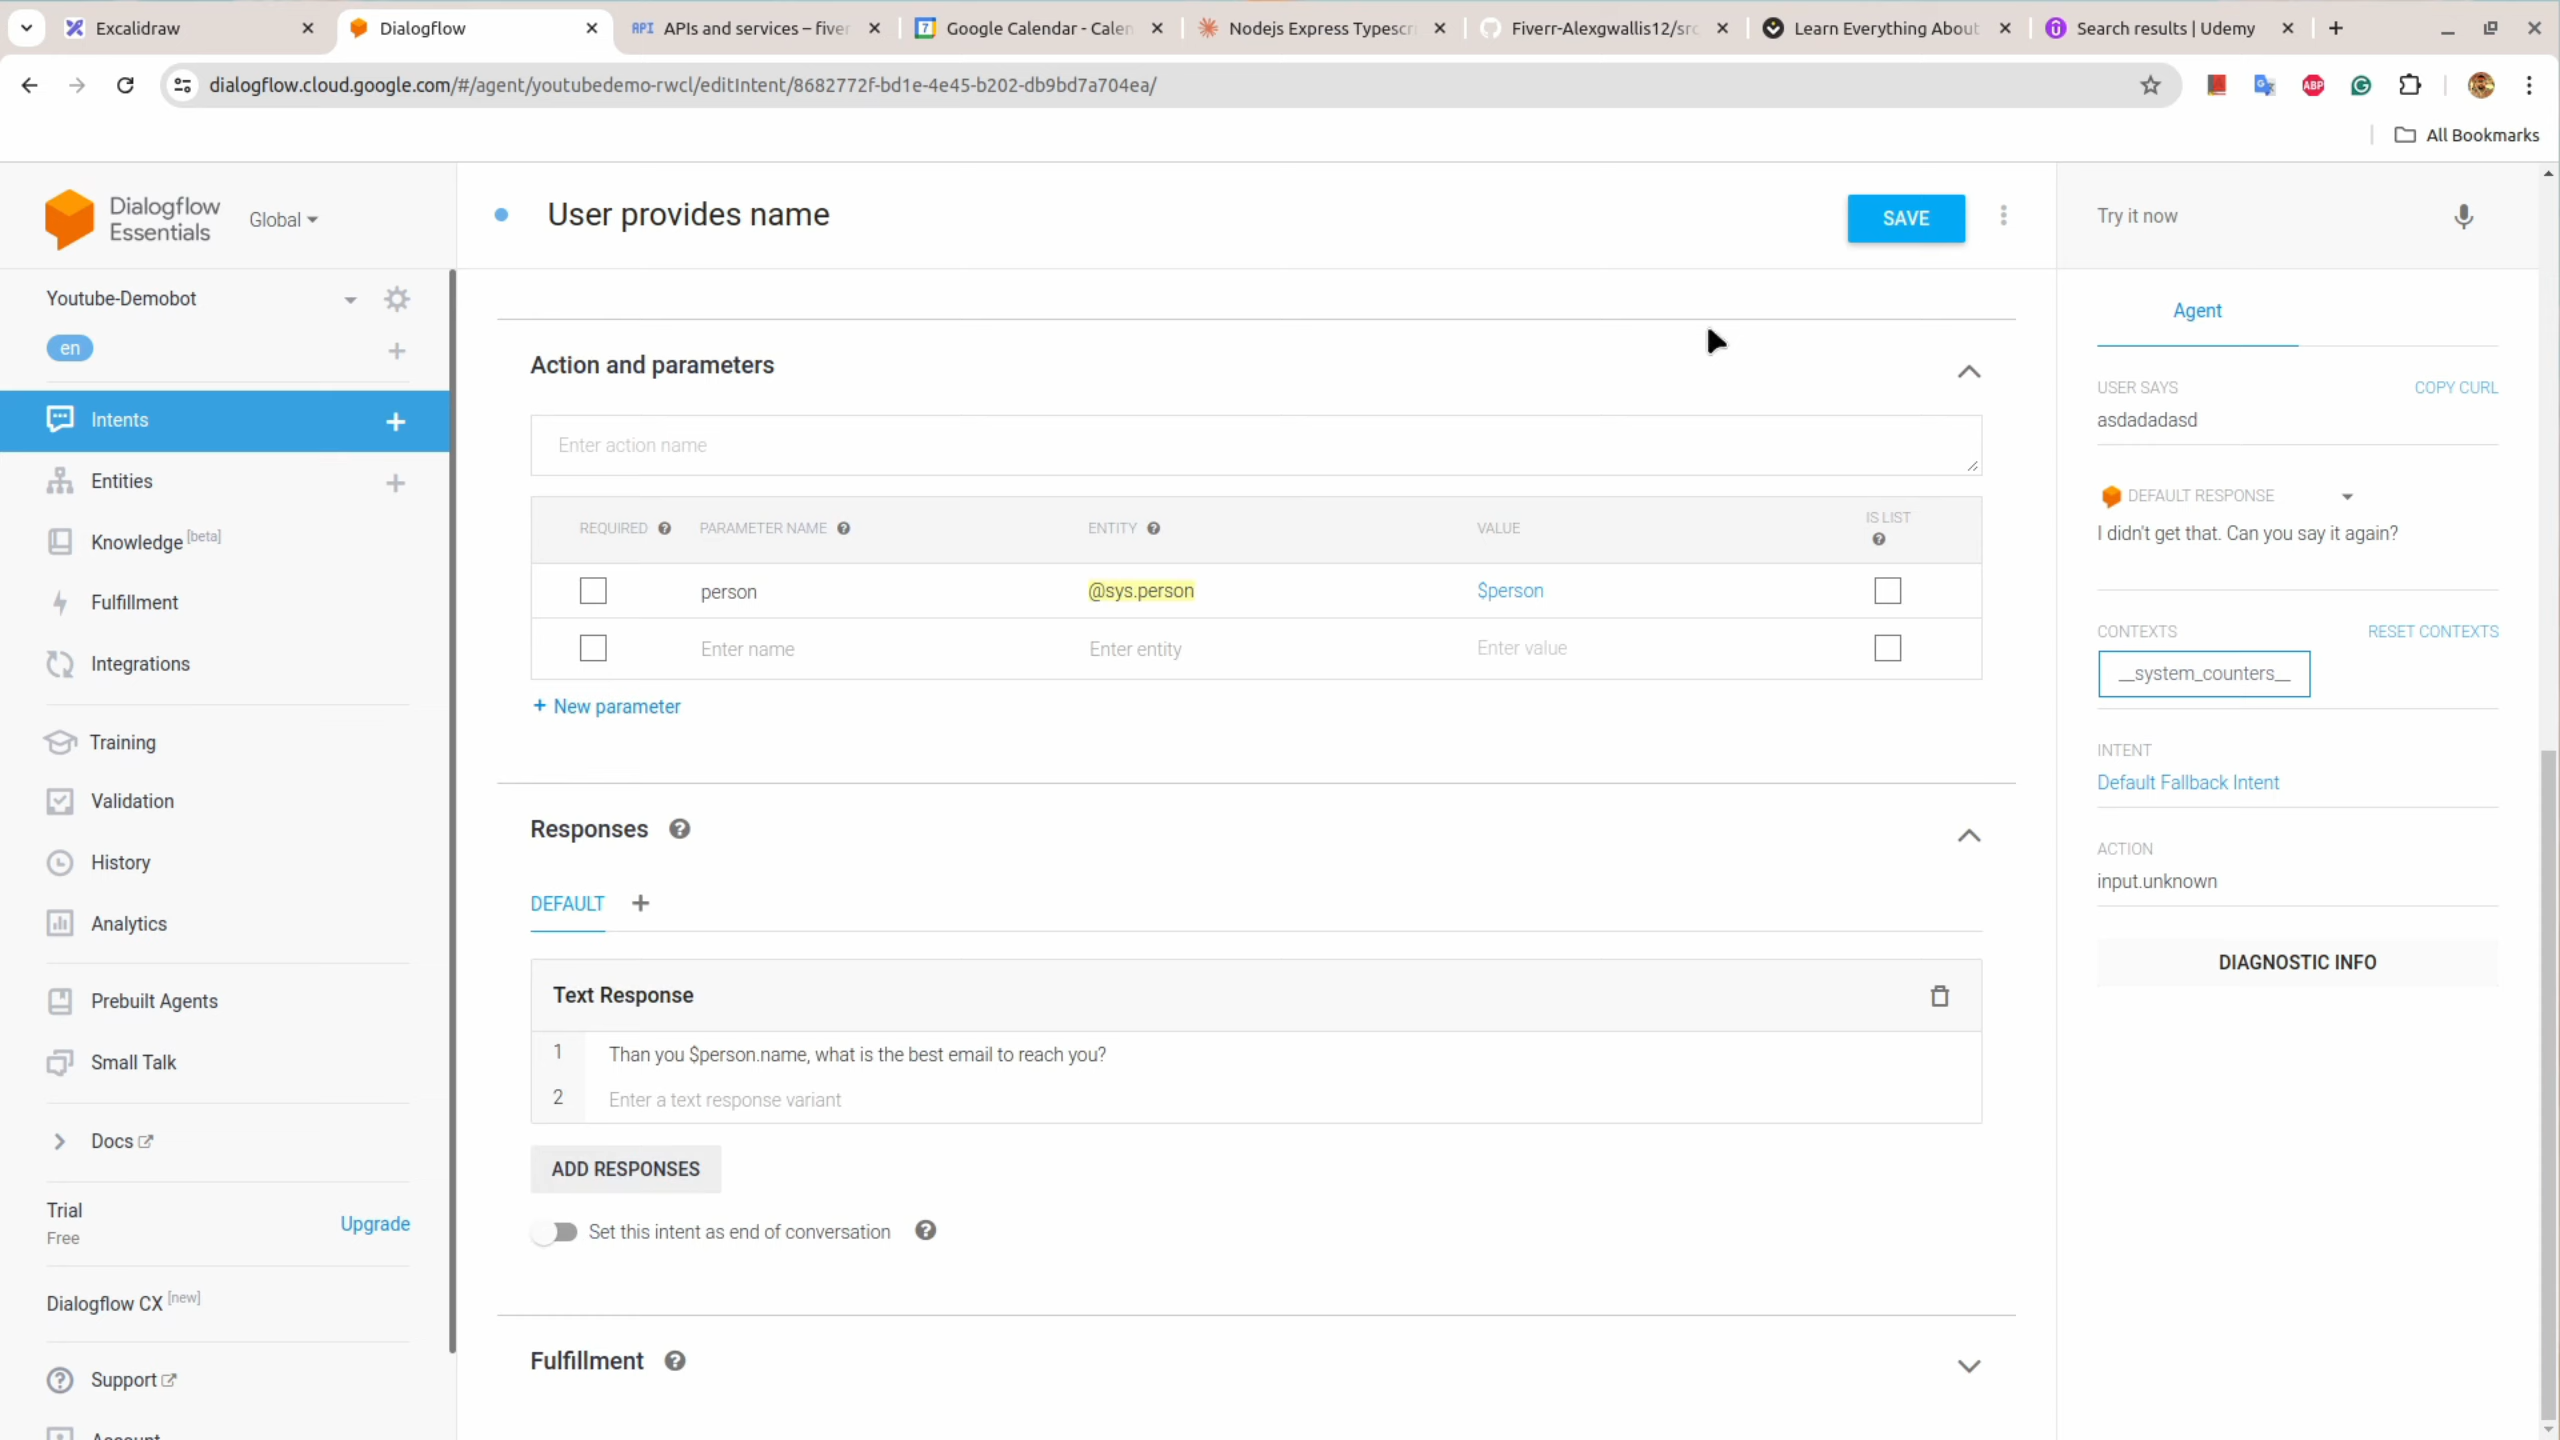 Excalidraw
Dialogflow
API APIs and services – fiver
7 Google Calendar - Calen
Nodejs Express Typescri
Fiverr-Alexgwallis12/src
Learn Everything About
Search results | Udemy
dialogflow.cloud.google.com/#/agent/youtubedemo-rwcl/editIntent/8682772f-bd1e-4e45-b202-db9bd7a704ea/
ABP
All Bookmarks
Dialogflow
Essentials
Global
Youtube-Demobot
en
Intents
Entities
Knowledge [beta]
Fulfillment
Integrations
Training
Validation
History
Analytics
Prebuilt Agents
Small Talk
Docs
Trial
Free
Upgrade
Dialogflow CX [new]
Support
User provides name
SAVE
Action and parameters
Enter action name
REQUIRED PARAMETER NAME ENTITY VALUE IS LIST
person @sys.person $person
Enter name Enter entity Enter value
+ New parameter
Responses
DEFAULT +
Text Response
1 Than you $person.name, what is the best email to reach you?
2 Enter a text response variant
ADD RESPONSES
Set this intent as end of conversation
Fulfillment
Try it now
Agent
USER SAYS COPY CURL
asdadadasd
DEFAULT RESPONSE
I didn't get that. Can you say it again?
CONTEXTS RESET CONTEXTS
__system_counters__
INTENT
Default Fallback Intent
ACTION
input.unknown
DIAGNOSTIC INFO